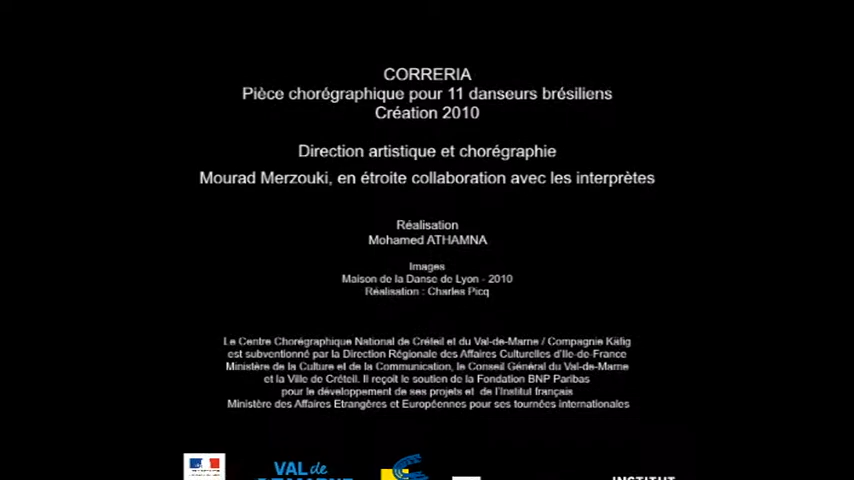 CORRERIA
Pièce chorégraphique pour 11 danseurs brésiliens
Création 2010
Direction artistique et chorégraphie
Mourad Merzouki, en étroite collaboration avec les interprètes
Réalisation
Mohamed ATHAMNA
Images
Maison de la Danse de Lyon - 2010
Réalisation : Charles Picq
Le Centre Chorégraphique National de Créteil et du Val-de-Marne / Compagnie Käfig
est subventionné par la Direction Régionale des Affaires Culturelles d'Ile-de-France
Ministère de la Culture et de la Communication, le Conseil Général du Val-de-Marne
et la Ville de Créteil. Il reçoit le soutien de la Fondation BNP Paribas
pour le développement de ses projets et de l'Institut français
Ministère des Affaires Etrangères et Européennes pour ses tournées internationales
VAL de
INSTITUT